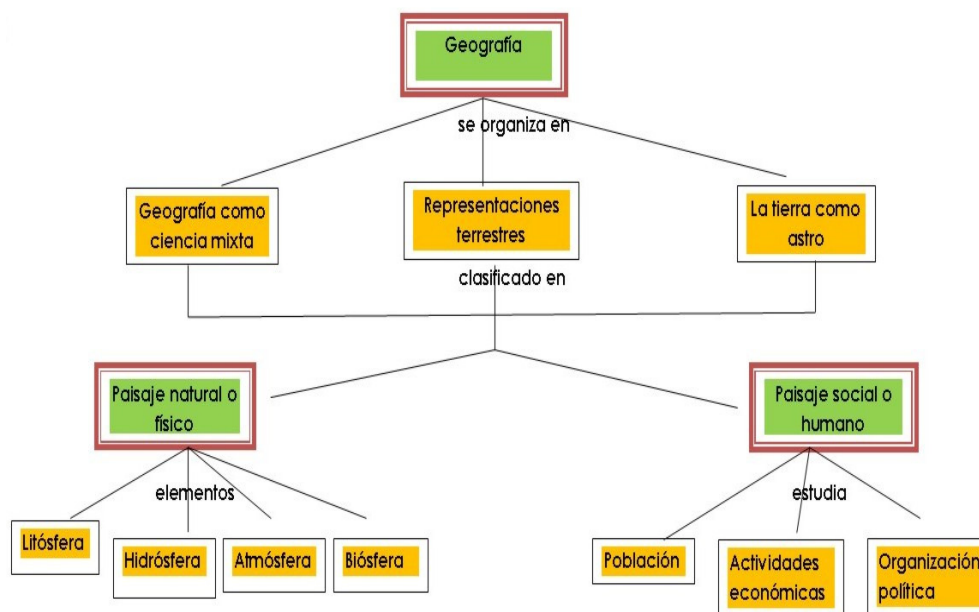 Geografía
se organiza en
Geografía como
ciencia mixta
Representaciones
terrestres
La tierra como
astro
clasificado en
Paisaje natural o
físico
Paisaje social o
humano
elementos
estudia
Litósfera
Hidrósfera
Atmósfera
Biósfera
Población
Actividades
económicas
Organización
política